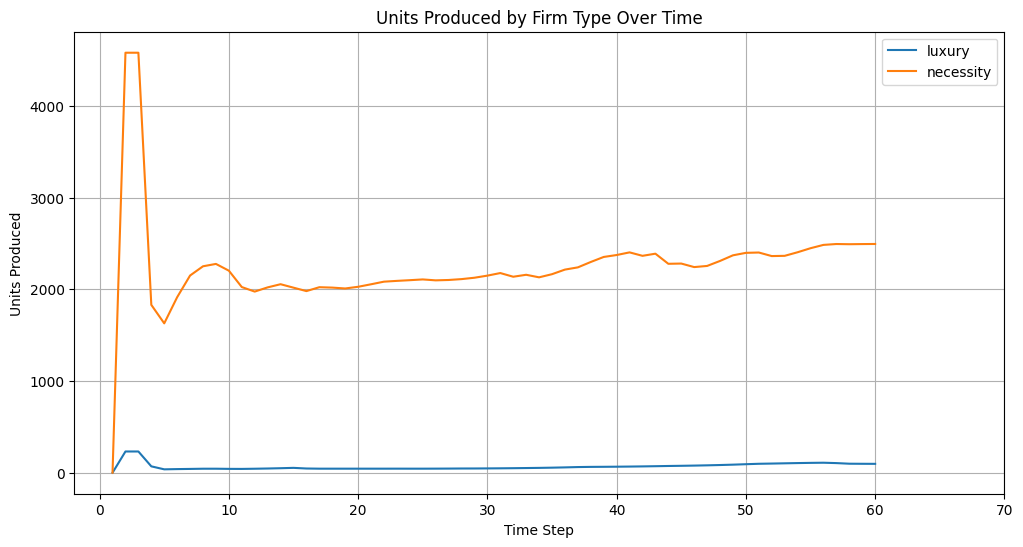 Units Produced by Firm Type Over Time
luxury
necessity
Units Produced
4000
3000
2000
1000
0
0 10 20 30 40 50 60 70
Time Step